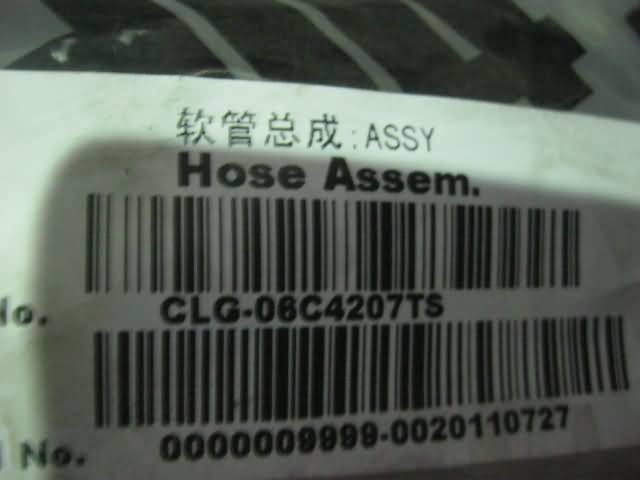 软管总成:ASSY
Hose Assem.
No. CLG-06C4207TS
No. 0000009999-0020110727